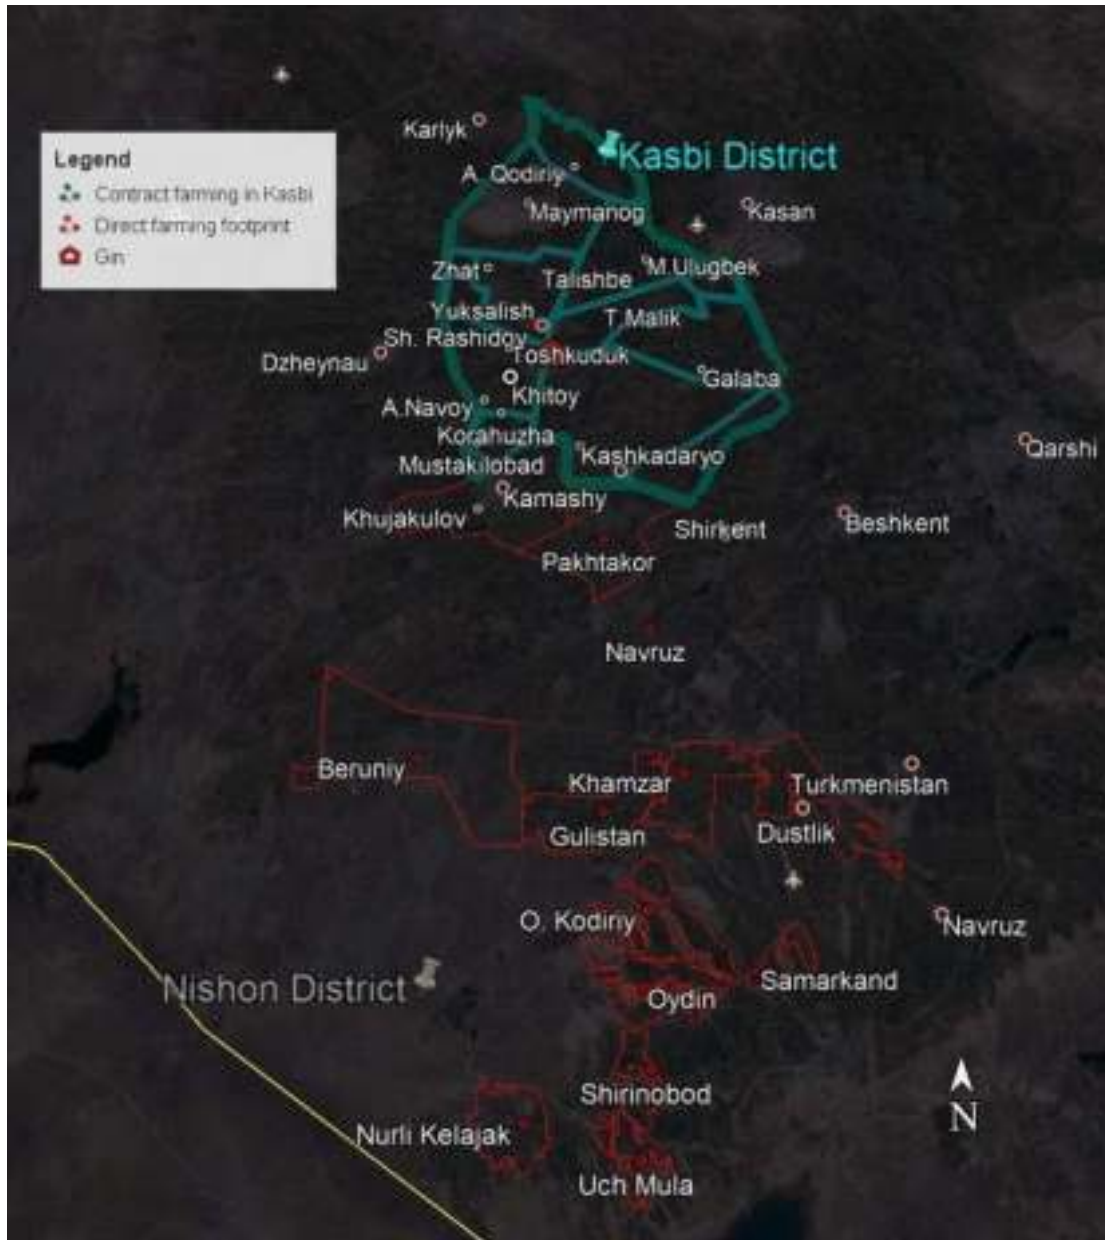 Karlyk
Legend
Kasbi District
Contract farming in Kasbi
A. Qodiriy
Maymanog
Kasan
Direct farming footprint
Gin
Zhat
Talishbe
M.Ulugbek
Yuksalish
T.Malik
Sh. Rashidov
Toshkuduk
Dzheynau
Khitoy
Galaba
A.Navoy
Korahuzha
Qarshi
Mustakilobad
Kashkadaryo
Kamashy
Khujakulov
Shirkent
Beshkent
Pakhtakor
Navruz
Beruniy
Khamzar
Turkmenistan
Gulistan
Dustlik
O. Kodiriy
Navruz
Nishon District
Samarkand
Oydin
Shirinobod
N
Nurli Kelajak
Uch Mula